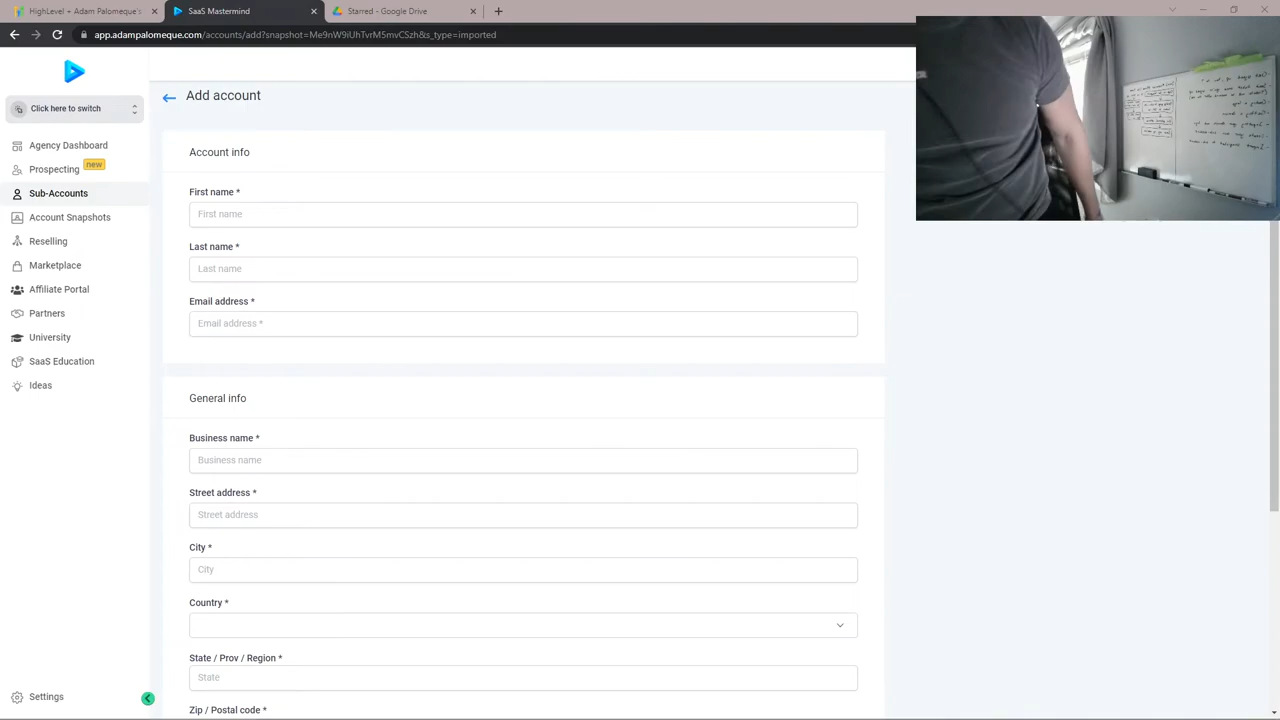 HighLevel + Adam Palomeque's
SaaS Mastermind
Starred - Google Drive
app.adampalomeque.com/accounts/add?snapshot=Me9nW9iUhTvrM5mvCSzh&s_type=imported
Click here to switch
Agency Dashboard
Prospecting
new
Sub-Accounts
Account Snapshots
Reselling
Marketplace
Affiliate Portal
Partners
University
SaaS Education
Ideas
Settings
Add account
Account info
First name *
First name
Last name *
Last name
Email address *
Email address *
General info
Business name *
Business name
Street address *
Street address
City *
City
Country *
State / Prov / Region *
State
Zip / Postal code *